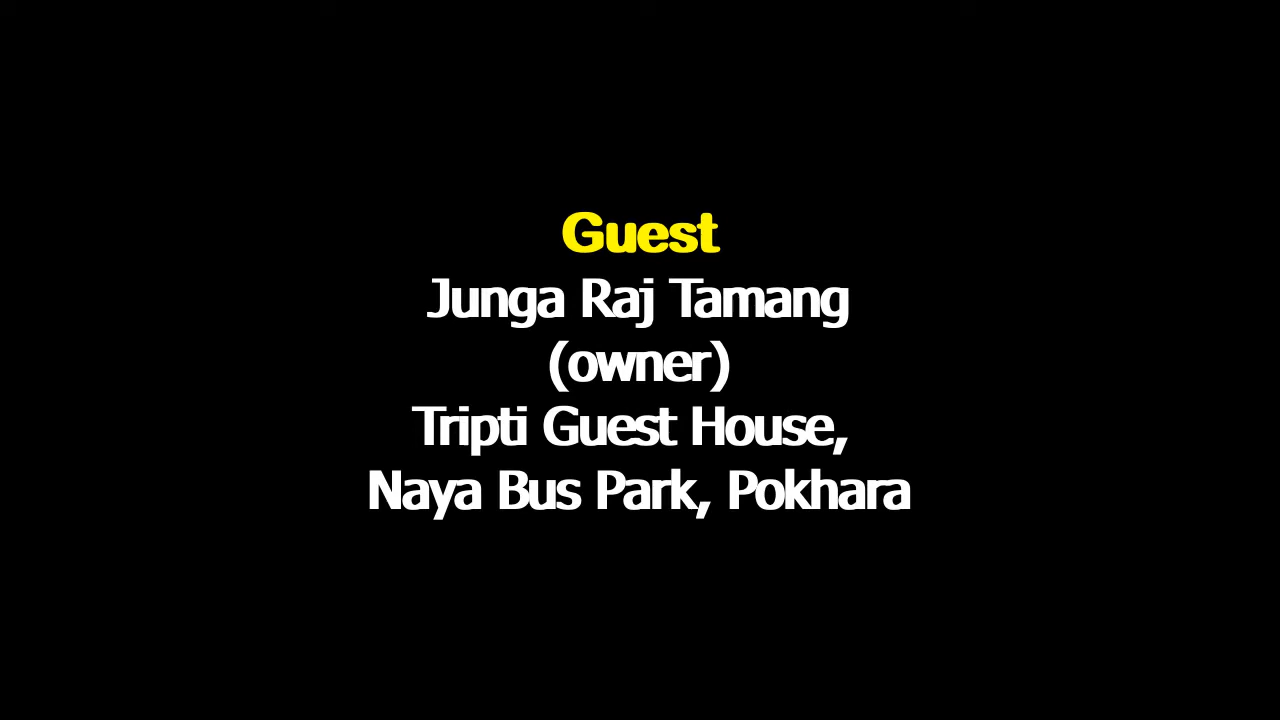 Guest
Junga Raj Tamang
(owner)
Tripti Guest House,
Naya Bus Park, Pokhara